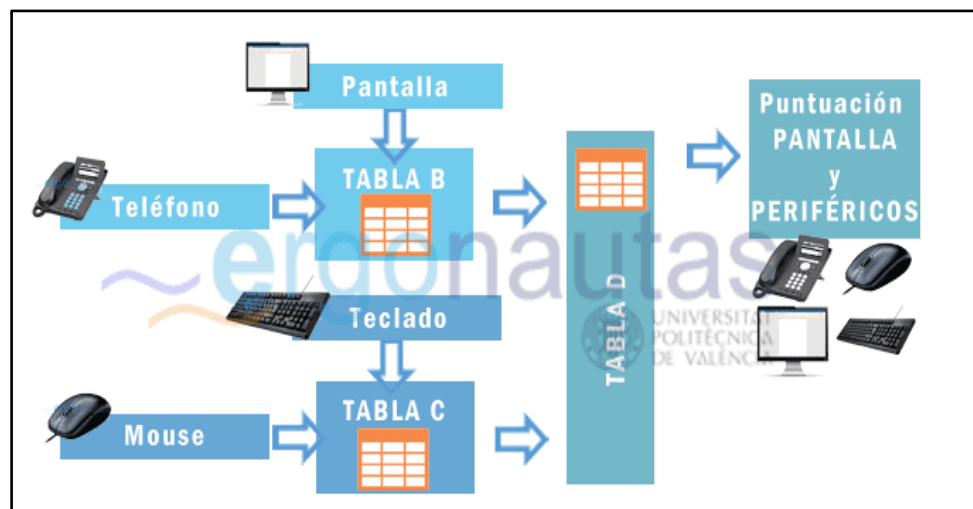 Pantalla
Teléfono
TABLA B
Teclado
Mouse
TABLA C
TABLA D
Puntuación
PANTALLA
y
PERIFÉRICOS
ergonautas
UNIVERSITAT
POLITÈCNICA
DE VALÈNCIA